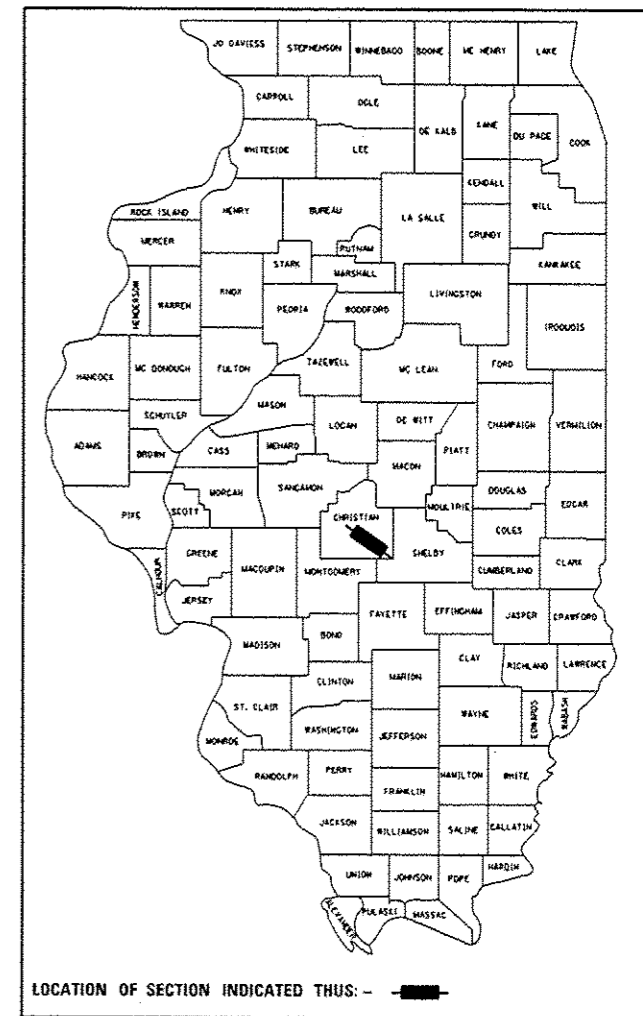 JO DAVIESS STEPHENSON WINNEBAGO BOONE MC HENRY LAKE
CARROLL OGLE DE KALB KANE DU PAGE COOK
WHITESIDE LEE KENDALL WILL
ROCK ISLAND HENRY BUREAU LA SALLE GRUNDY
MERCER PUTNAM KANKAKEE
STARK MARSHALL
HENDERSON WARREN KNOX PEORIA WOODFORD LIVINGSTON IROQUOIS
HANCOCK MC DONOUGH FULTON TAZEWELL MC LEAN FORD
SCHUYLER MASON LOGAN DE WITT CHAMPAIGN VERMILION
ADAMS BROWN CASS MENARD MACON PIATT
PIKE SCOTT MORGAN SANGAMON CHRISTIAN MOULTRIE DOUGLAS EDGAR
COLES
CALHOUN GREENE MACOUPIN MONTGOMERY SHELBY CUMBERLAND CLARK
JERSEY FAYETTE EFFINGHAM JASPER CRAWFORD
MADISON BOND CLAY RICHLAND LAWRENCE
CLINTON MARION
ST. CLAIR WASHINGTON JEFFERSON WAYNE EDWARDS WABASH
MONROE
RANDOLPH PERRY FRANKLIN HAMILTON WHITE
JACKSON WILLIAMSON SALINE GALLATIN
UNION JOHNSON POPE HARDIN
ALEXANDER PULASKI MASSAC
LOCATION OF SECTION INDICATED THUS: -